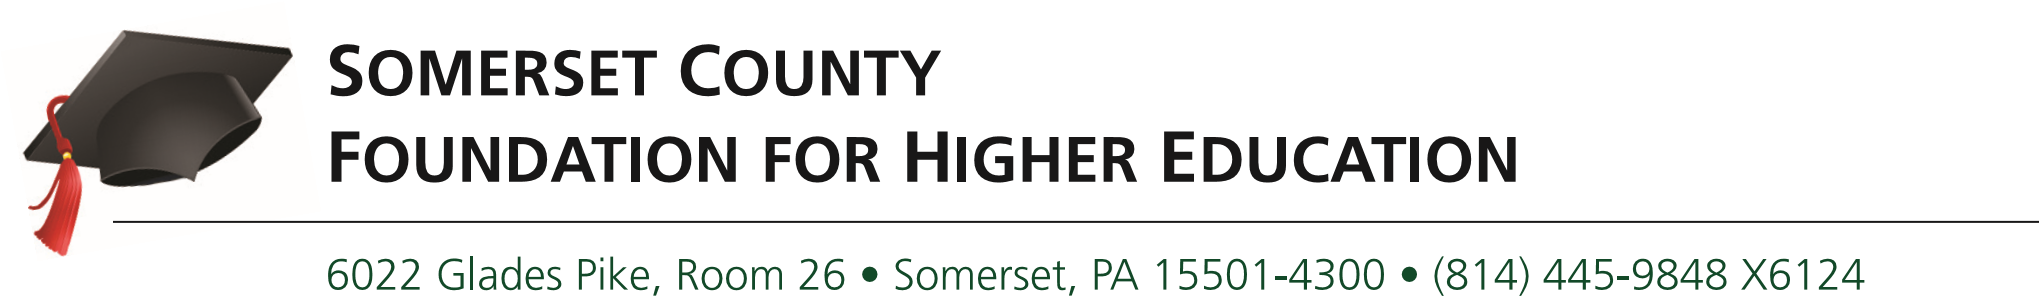 SOMERSET COUNTY
FOUNDATION FOR HIGHER EDUCATION
6022 Glades Pike, Room 26 • Somerset, PA 15501-4300 • (814) 445-9848 X6124